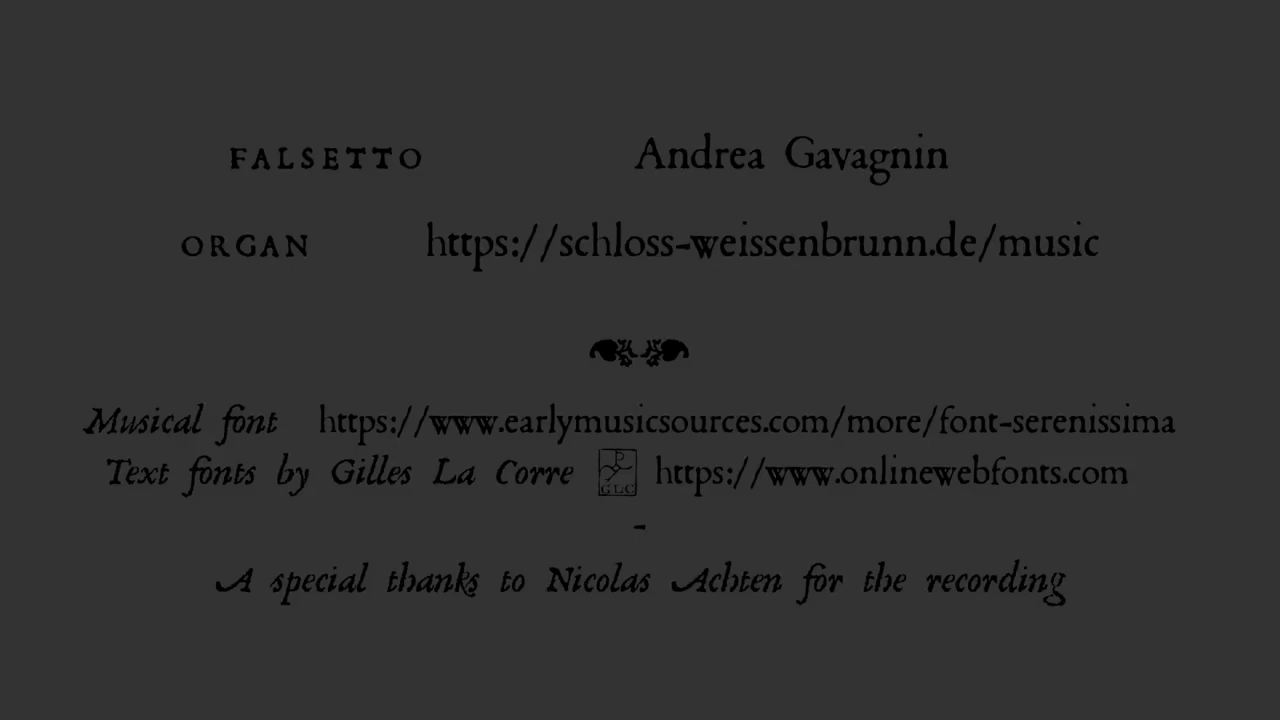 FALSETTO Andrea Gavagnin
ORGAN https://schloss-weissenbrunn.de/music
Musical font https://www.earlymusicsources.com/more/font-serenissima
Text fonts by Gilles La Corre GLC https://www.onlinewebfonts.com
-
A special thanks to Nicolas Achten for the recording